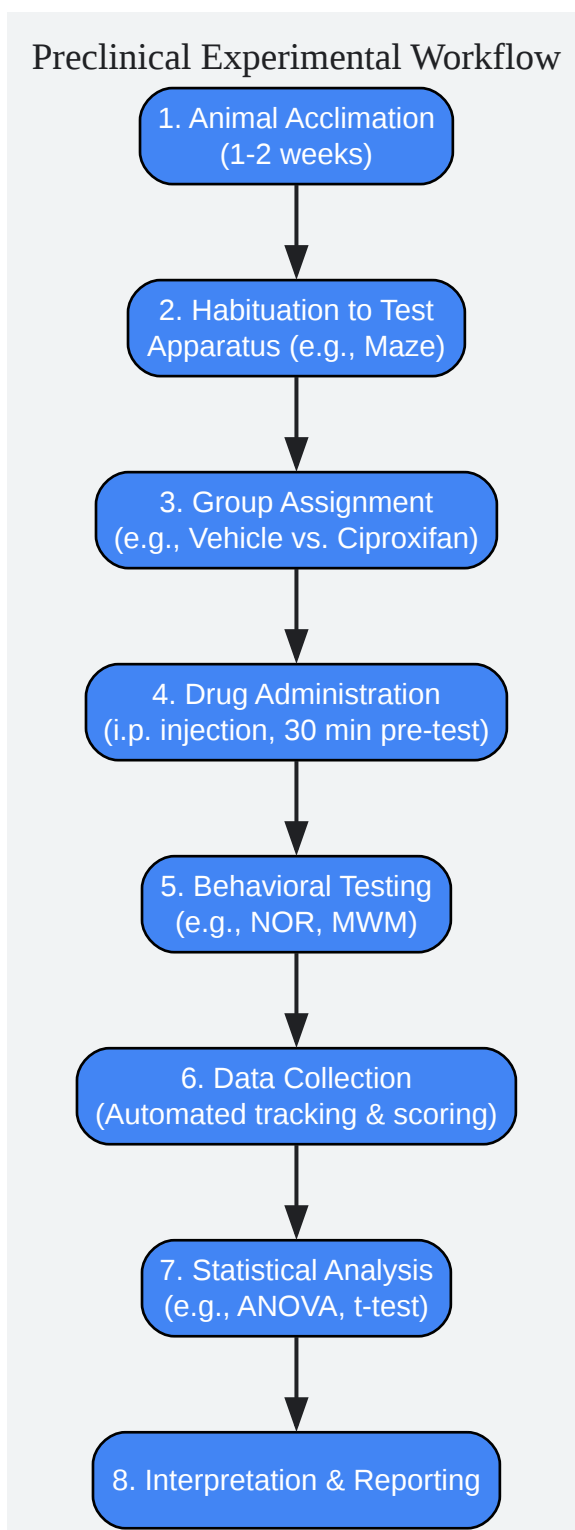 Preclinical Experimental Workflow
1. Animal Acclimation
(1-2 weeks)
2. Habituation to Test
Apparatus (e.g., Maze)
3. Group Assignment
(e.g., Vehicle vs. Ciproxifan)
4. Drug Administration
(i.p. injection, 30 min pre-test)
5. Behavioral Testing
(e.g., NOR, MWM)
6. Data Collection
(Automated tracking & scoring)
7. Statistical Analysis
(e.g., ANOVA, t-test)
8. Interpretation & Reporting